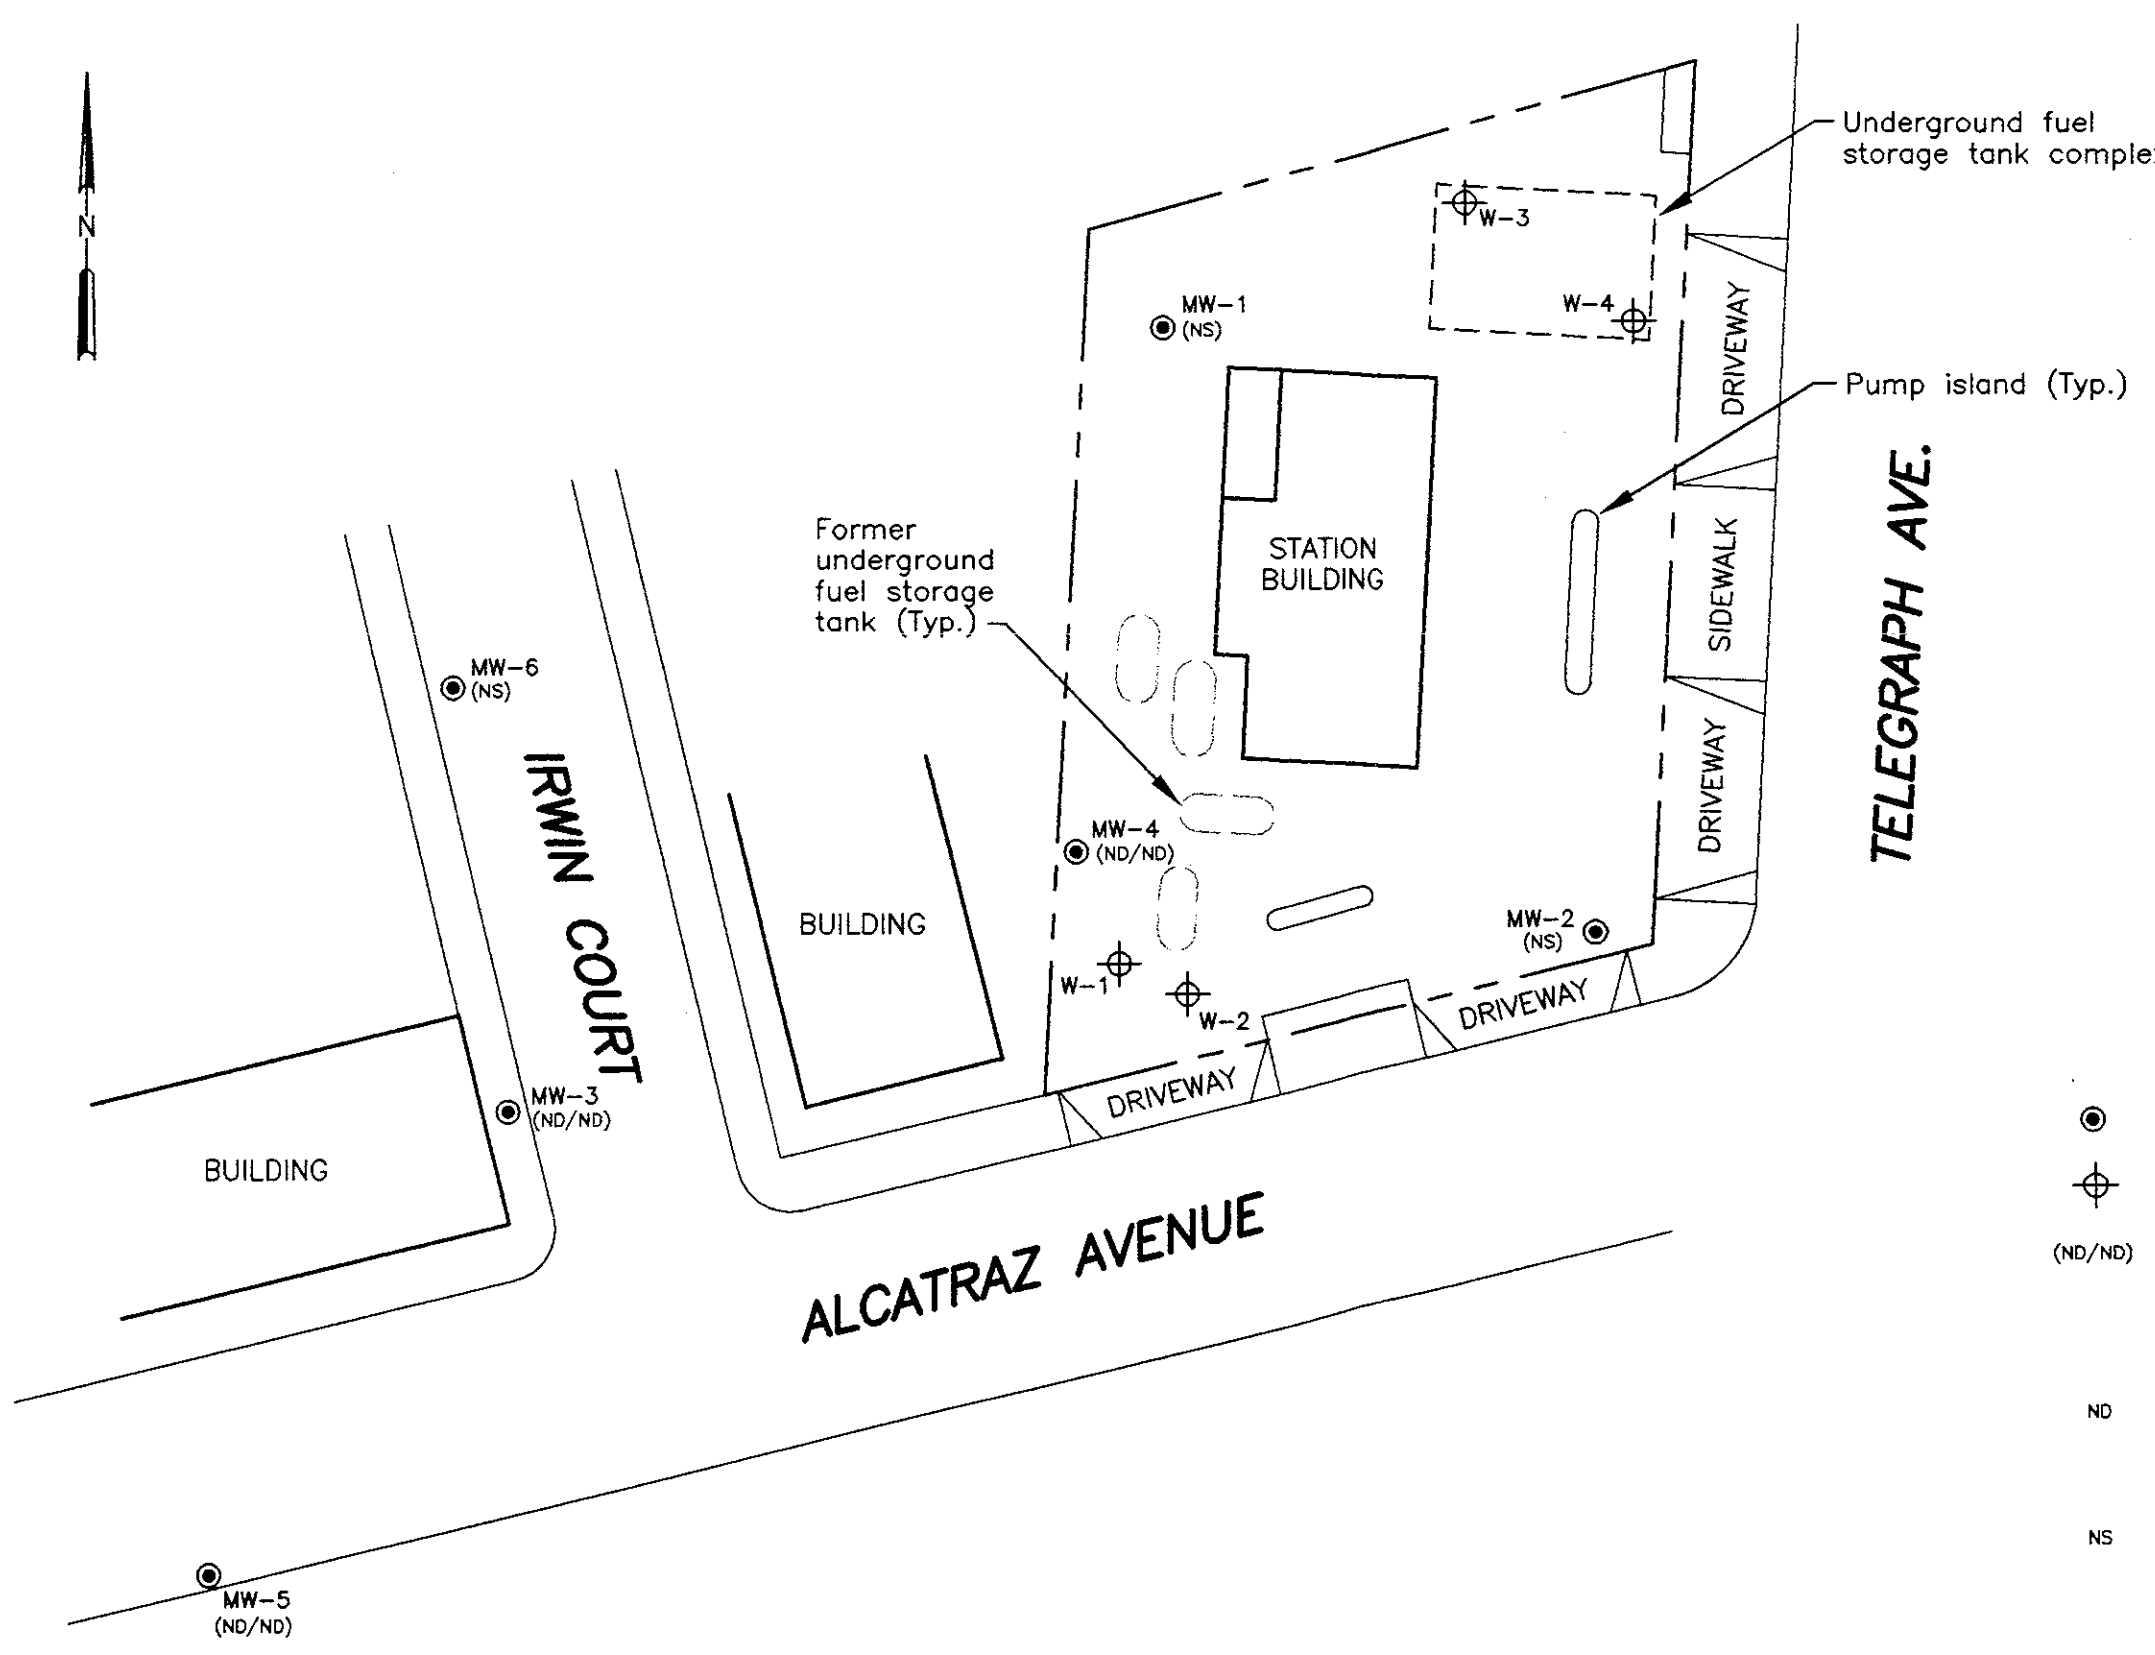 Underground fuel
storage tank comple
N
W-3
W-4
MW-1
(NS)
DRIVEWAY
Pump island (Typ.)
TELEGRAPH AVE.
Former
underground
fuel storage
tank (Typ.)
STATION
BUILDING
SIDEWALK
MW-6
(NS)
IRWIN COURT
DRIVEWAY
MW-4
(ND/ND)
BUILDING
MW-2
(NS)
W-1
W-2
DRIVEWAY
DRIVEWAY
MW-3
(ND/ND)
BUILDING
ALCATRAZ AVENUE
(ND/ND)
ND
NS
MW-5
(ND/ND)